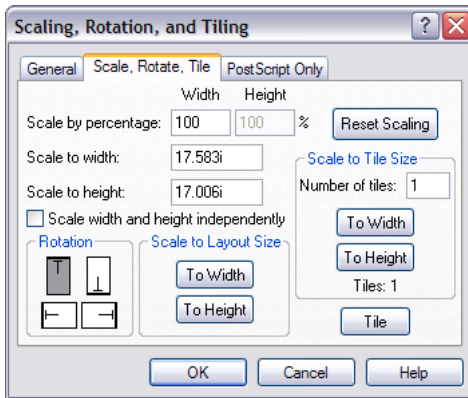 Scaling, Rotation, and Tiling
General
Scale, Rotate, Tile
PostScript Only
Width Height
Scale by percentage: 100 100 %
Reset Scaling
Scale to width: 17.583i
Scale to height: 17.006i
Scale width and height independently
Scale to Tile Size
Number of tiles: 1
To Width
To Height
Tiles: 1
Rotation
Scale to Layout Size
To Width
To Height
Tile
OK
Cancel
Help